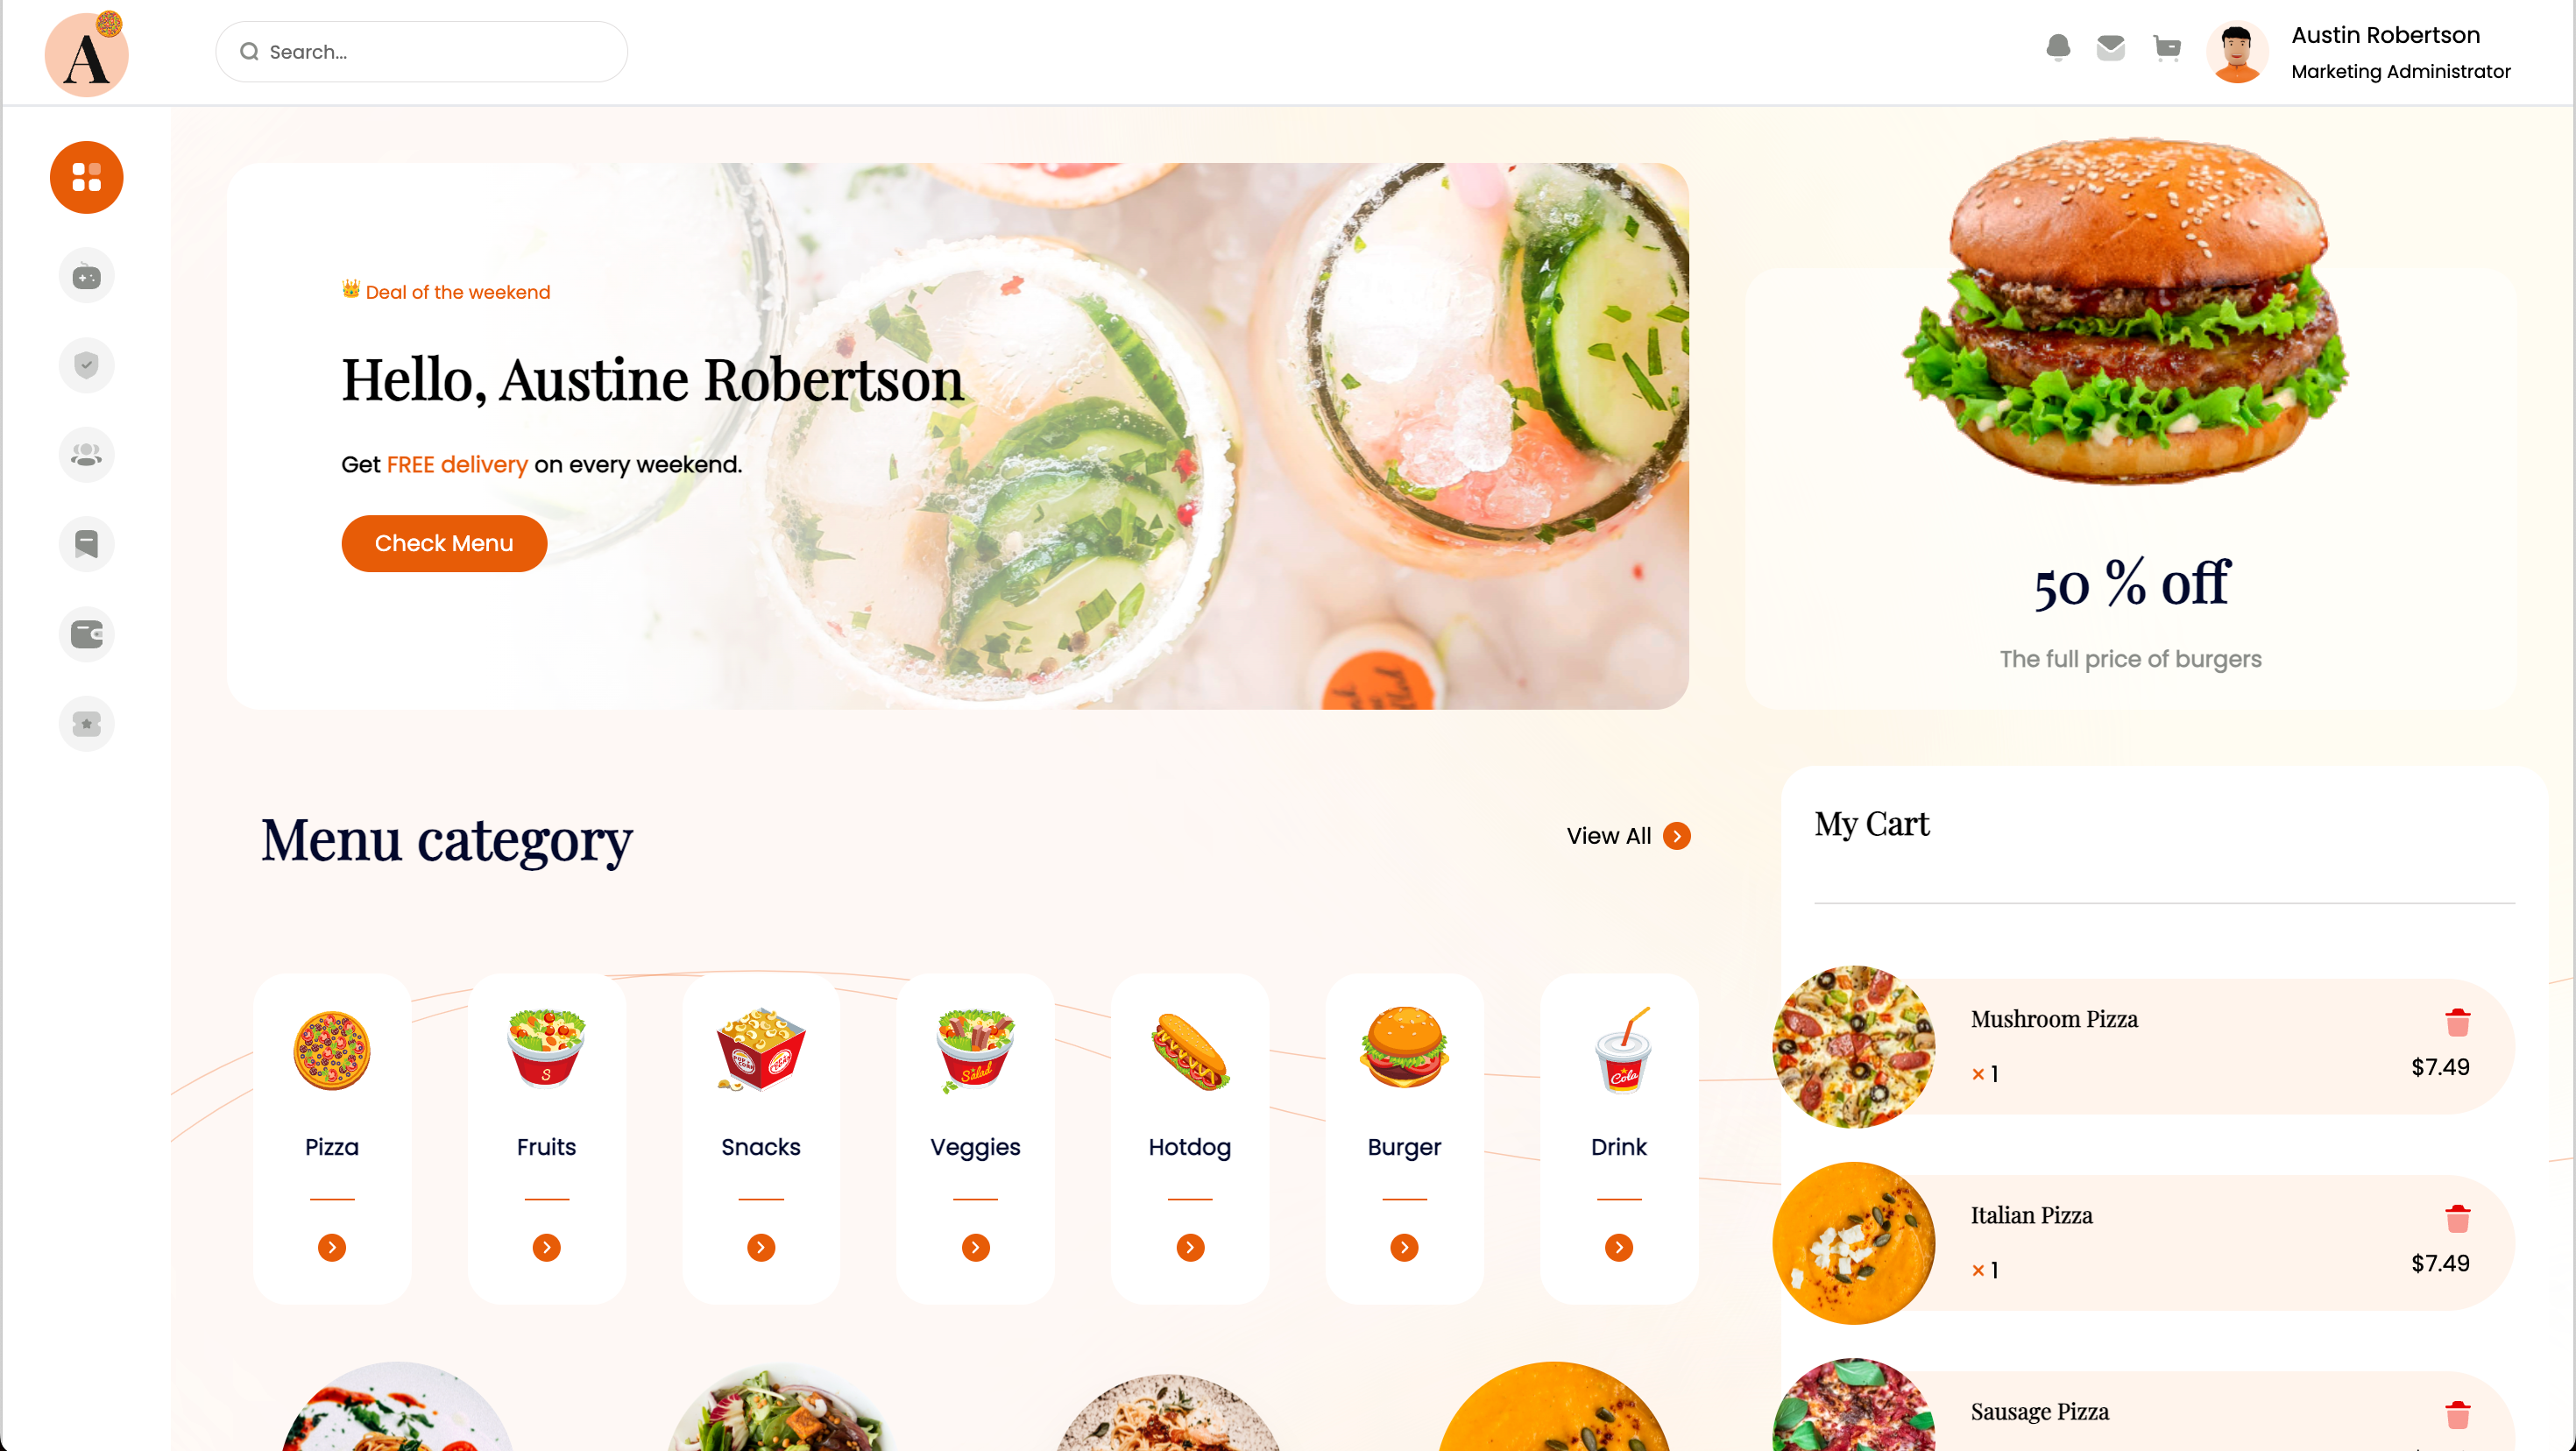 A
Search...
Austin Robertson
Marketing Administrator
Deal of the weekend
Hello, Austine Robertson
Get FREE delivery on every weekend.
Check Menu
50 % off
The full price of burgers
Menu category
View All
Pizza
S
Fruits
Snacks
Salad
Veggies
Hotdog
Burger
Cola
Drink
My Cart
Mushroom Pizza
× 1
$7.49
Italian Pizza
× 1
$7.49
Sausage Pizza